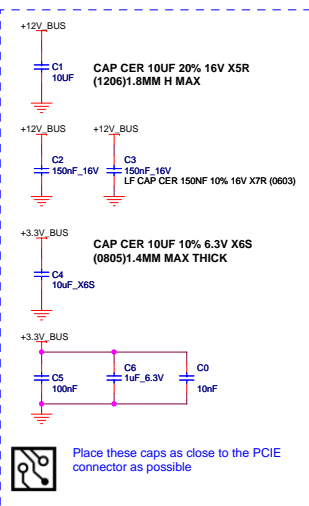 +12V_BUS
C1
10UF
CAP CER 10UF 20% 16V X5R
(1206)1.8MM H MAX
+12V_BUS
+12V_BUS
C2
150nF_16V
C3
150nF_16V
LF CAP CER 150NF 10% 16V X7R (0603)
+3.3V_BUS
CAP CER 10UF 10% 6.3V X6S
(0805)1.4MM MAX THICK
C4
10uF_X6S
+3.3V_BUS
C5
100nF
C6
1uF_6.3V
C0
10nF
Place these caps as close to the PCIE
connector as possible